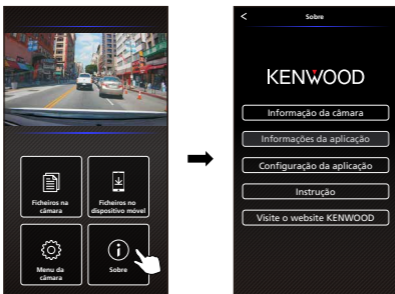 Ficheiros na
câmara
Ficheiros no
dispositivo móvel
Menu da
câmara
Sobre
<
Sobre
KENWOOD
Informação da câmara
Informações da aplicação
Configuração da aplicação
Instrução
Visite o website KENWOOD